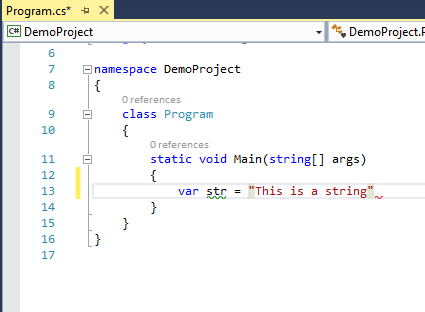 Program.cs*
C# DemoProject DemoProject.P
6
7 namespace DemoProject
8 {
0 references
9 class Program
10 {
0 references
11 static void Main(string[] args)
12 {
13 var str = "This is a string"
14 }
15 }
16 }
17